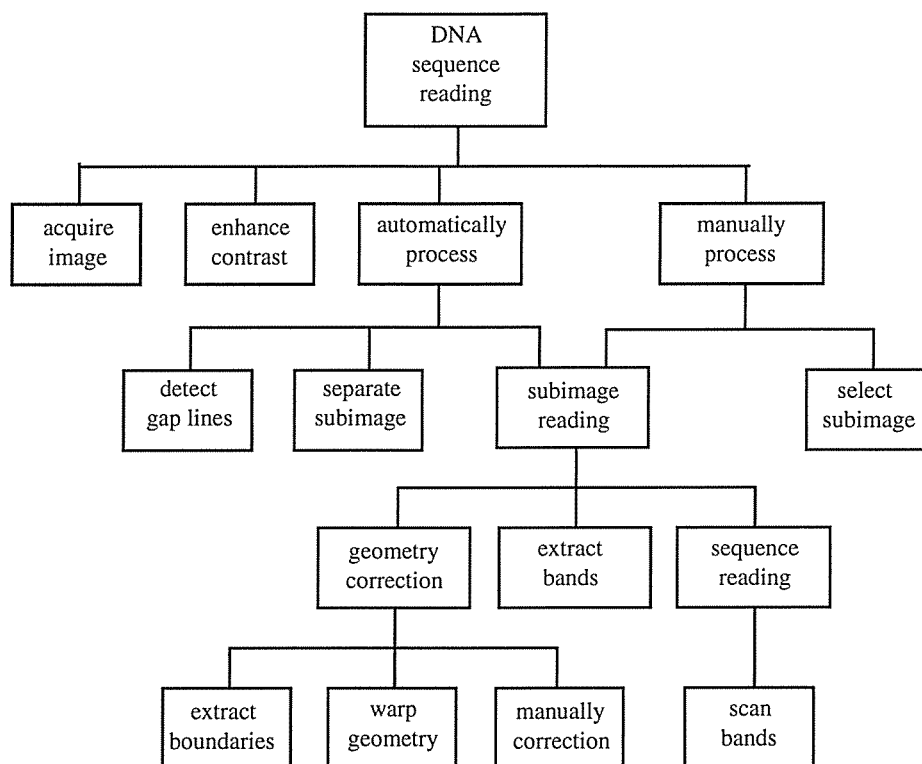 DNA
sequence
reading
acquire
image
enhance
contrast
automatically
process
manually
process
detect
gap lines
separate
subimage
subimage
reading
select
subimage
geometry
correction
extract
bands
sequence
reading
extract
boundaries
warp
geometry
manually
correction
scan
bands